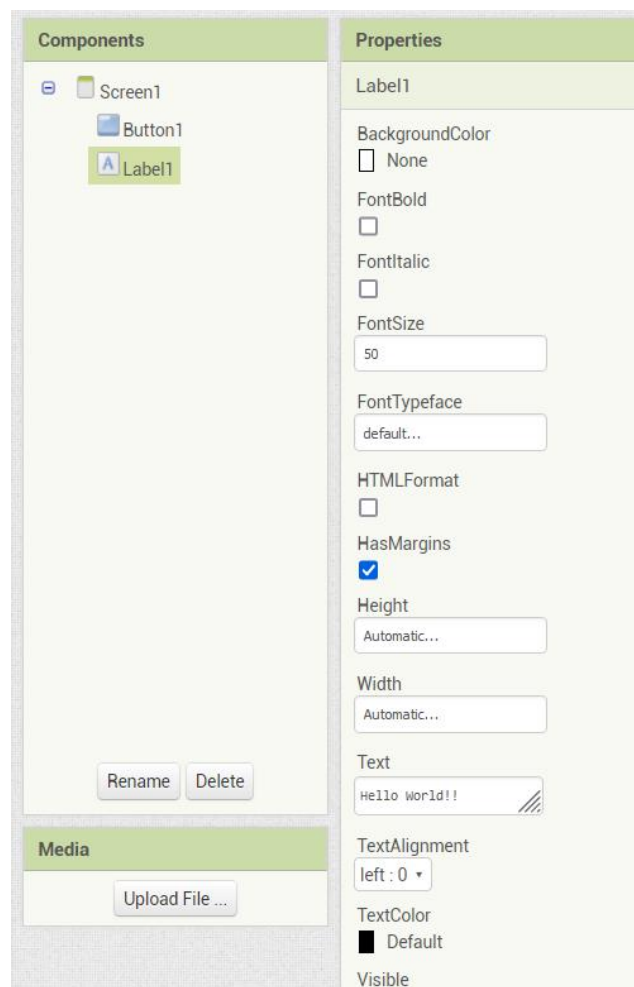 Components
Screen1
Button1
A Label1
Rename Delete
Media
Upload File ...
Properties
Label1
BackgroundColor
None
FontBold
FontItalic
FontSize
50
FontTypeface
default...
HTMLFormat
HasMargins
Height
Automatic...
Width
Automatic...
Text
Hello World!!
TextAlignment
left : 0
TextColor
Default
Visible